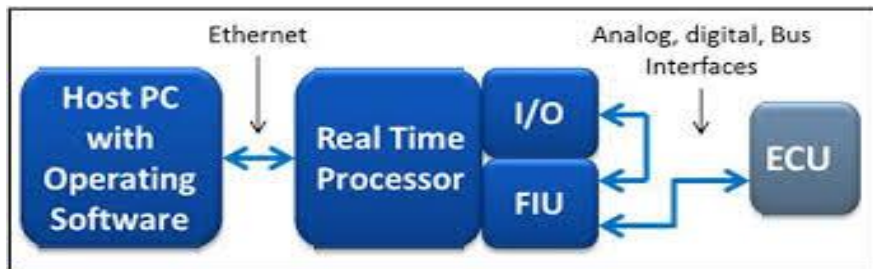 Ethernet
Analog, digital, Bus
Interfaces
Host PC
with
Operating
Software
Real Time
Processor
I/O
FIU
ECU